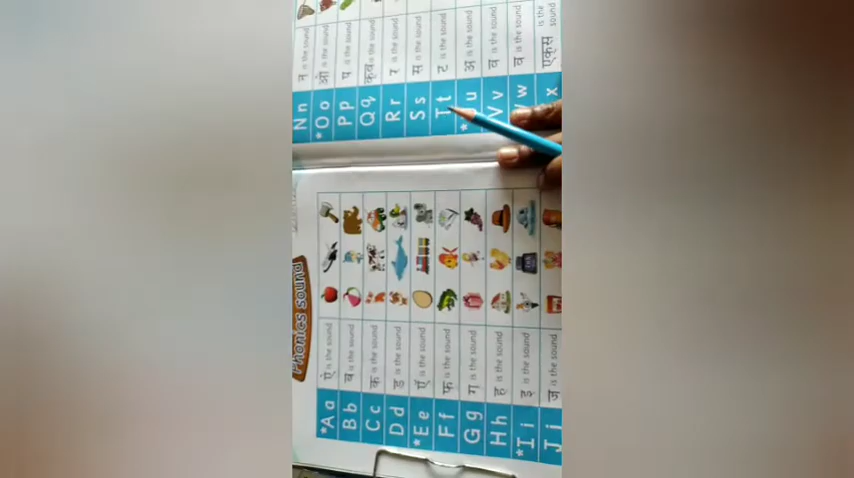 Phonics sound
*A a ऐ is the sound
B b ब is the sound
C c क is the sound
D d ड is the sound
*E e ए is the sound
F f फ is the sound
G g ग is the sound
H h ह is the sound
*I i इ is the sound
J j ज is the sound
N n न is the sound
*O o ओ is the sound
P p प is the sound
Q q क्व is the sound
R r र is the sound
S s स is the sound
T t ट is the sound
* u अ is the sound
V v व is the sound
w व is the sound
x एक्स is the sound